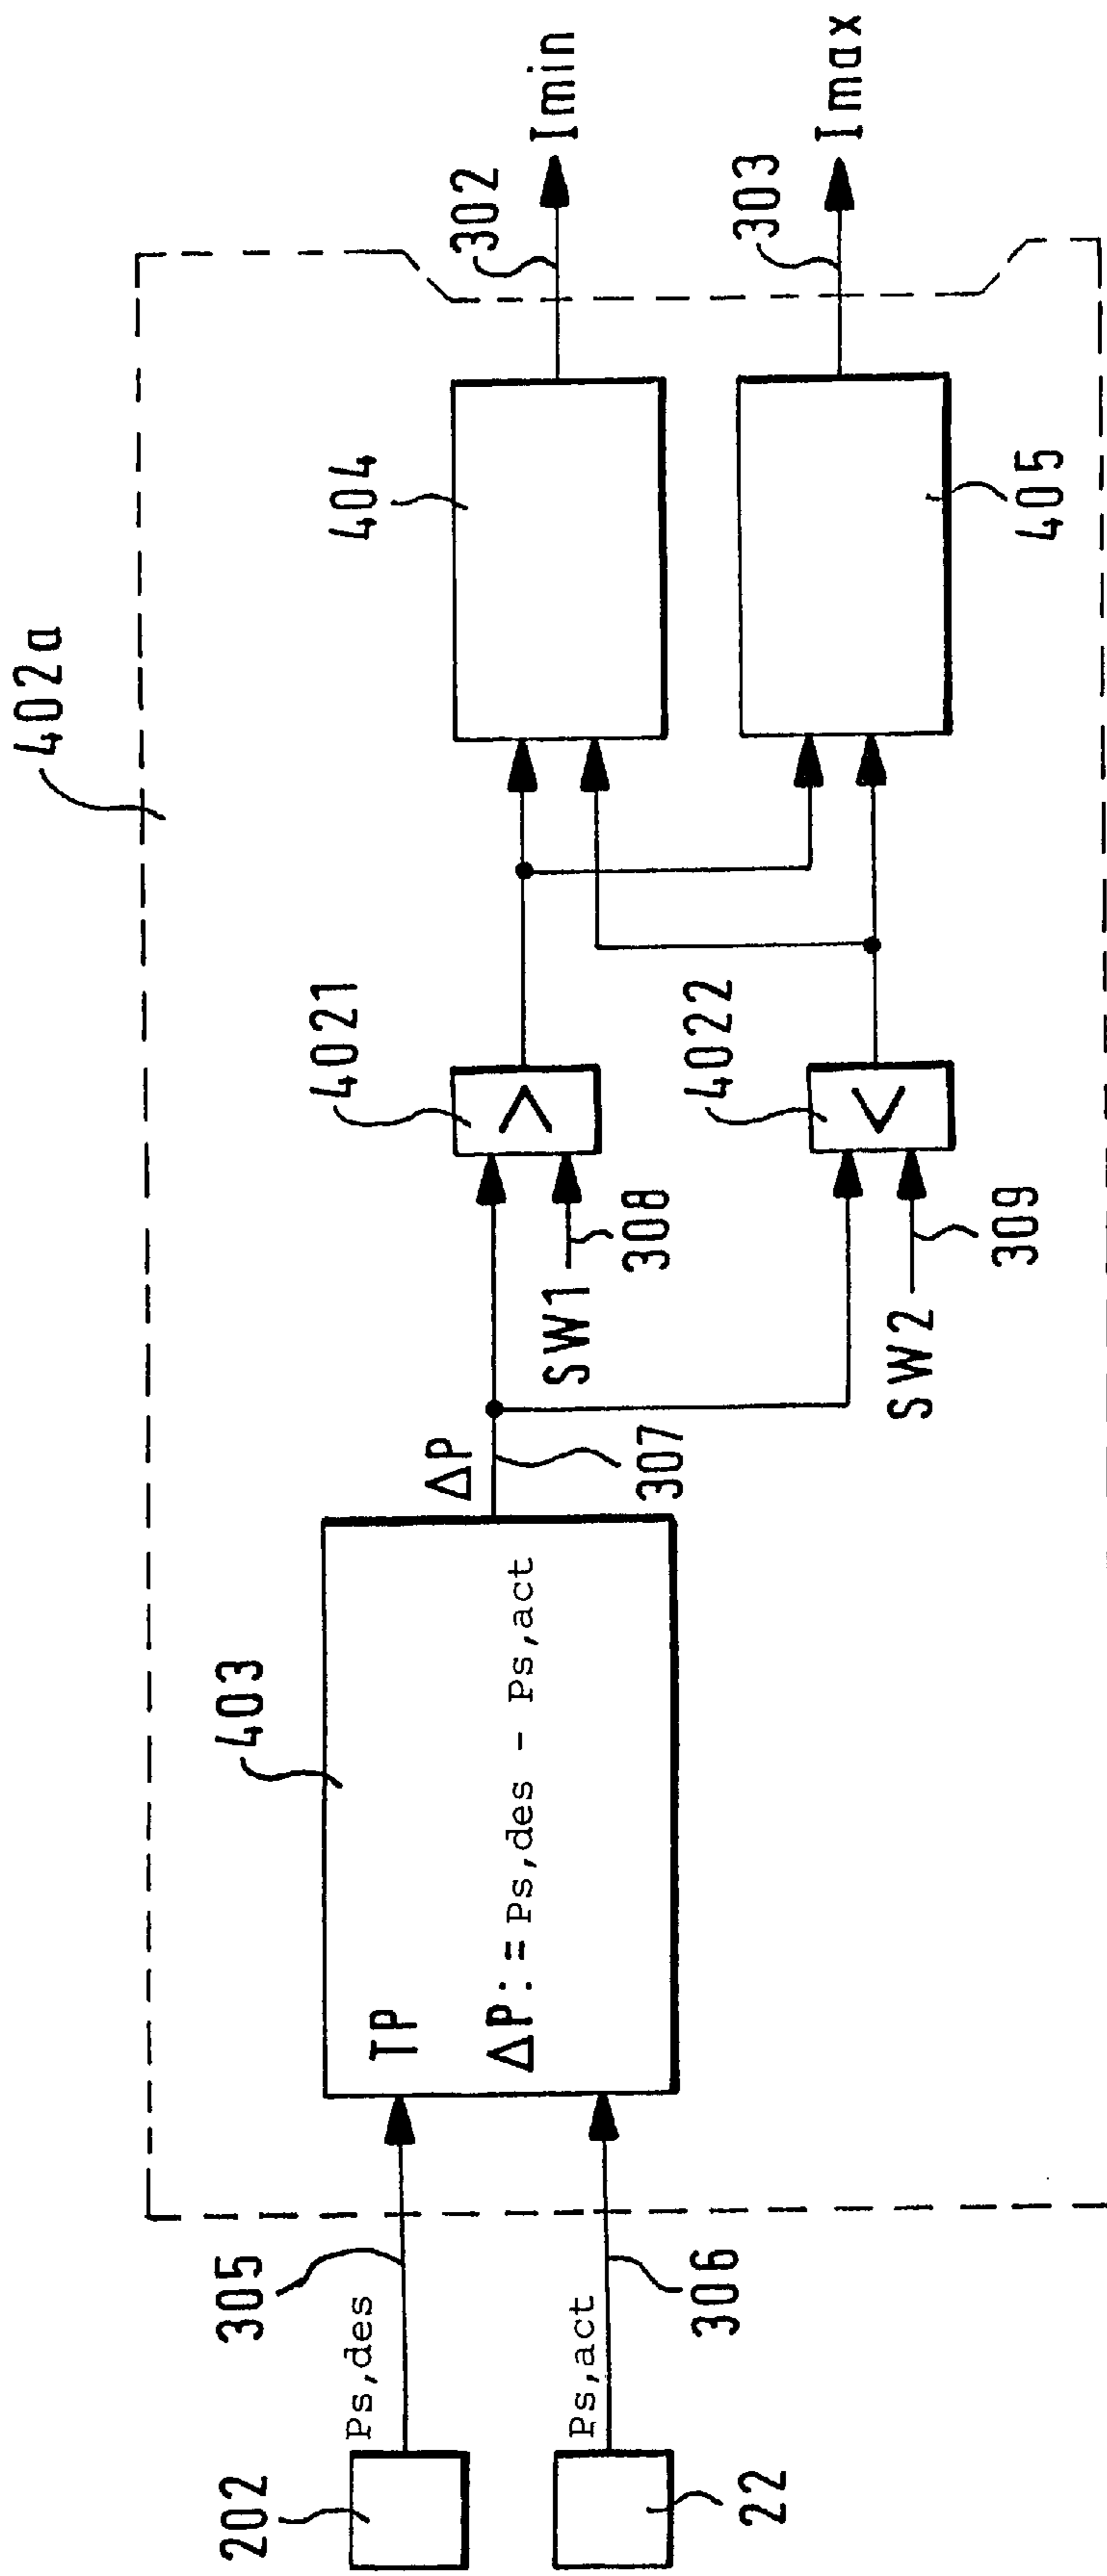 402a
202
Ps,des
305
403
TP
ΔP:=Ps,des - Ps,act
ΔP
307
4021
>
SW1
308
404
302
Imin
22
Ps,act
306
4022
<
SW2
309
405
303
Imax